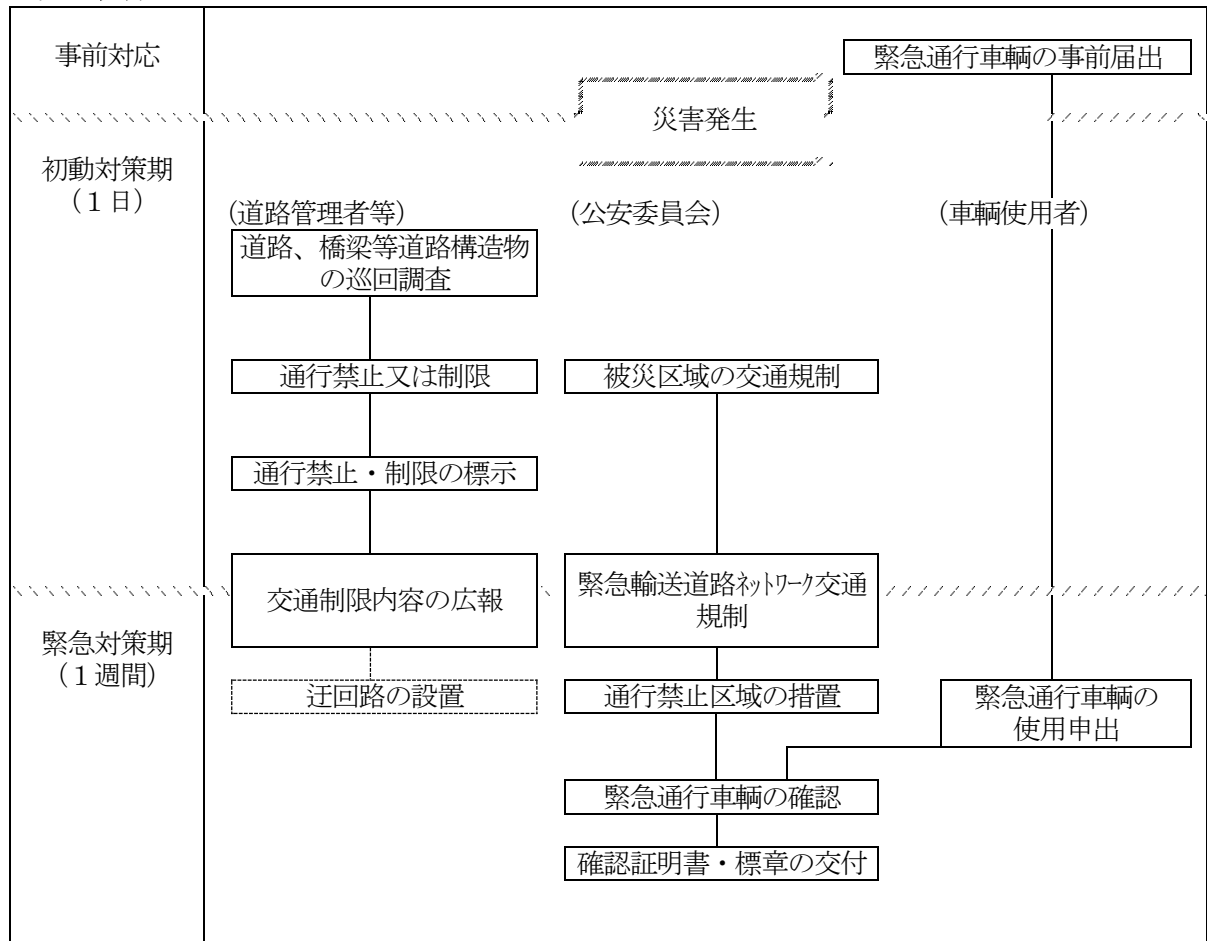 事前対応
緊急通行車輌の事前届出
災害発生
初動対策期
(1日)
(道路管理者等)
(公安委員会)
(車輌使用者)
道路、橋梁等道路構造物
の巡回調査
通行禁止又は制限
被災区域の交通規制
通行禁止・制限の標示
交通制限内容の広報
緊急輸送道路ネットワーク交通
規制
緊急対策期
(1週間)
迂回路の設置
通行禁止区域の措置
緊急通行車輌の
使用申出
緊急通行車輌の確認
確認証明書・標章の交付